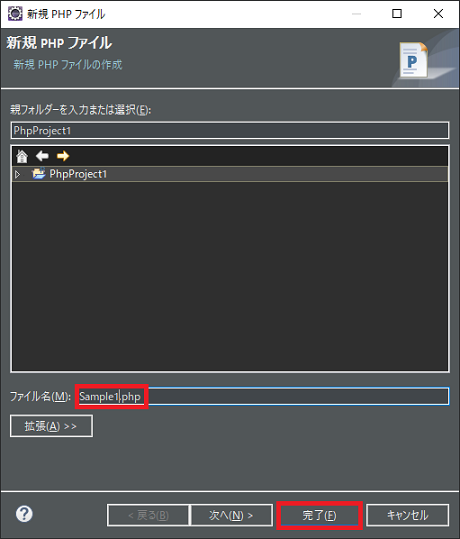 新規 PHP ファイル
新規 PHP ファイル
新規 PHP ファイルの作成
P
親フォルダーを入力または選択(E):
PhpProject1
PhpProject1
ファイル名(M): Sample1.php
拡張(A) >>
? < 戻る(B) 次へ(N) > 完了(F) キャンセル